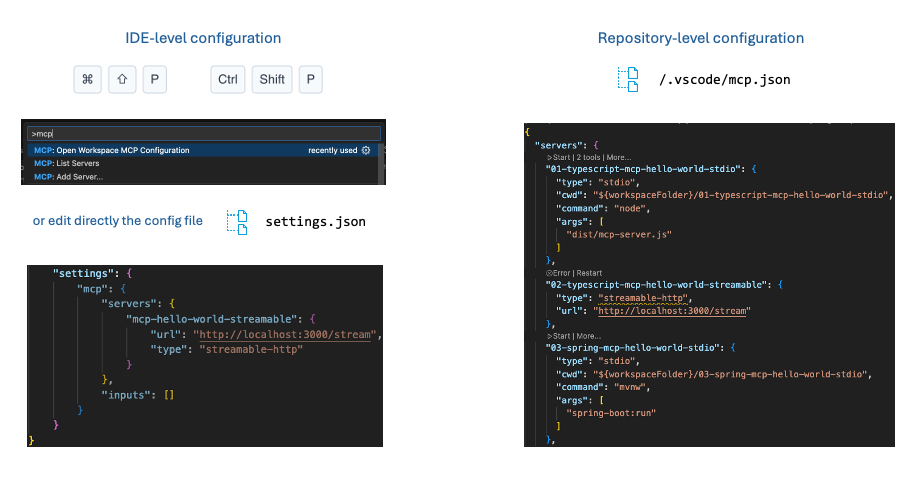 IDE-level configuration
⌘ ⇧ P Ctrl Shift P
>mcp
MCP: Open Workspace MCP Configuration recently used
MCP: List Servers
MCP: Add Server...
or edit directly the config file settings.json
"settings": {
"mcp": {
"servers": {
"mcp-hello-world-streamable": {
"url": "http://localhost:3000/stream",
"type": "streamable-http"
}
},
"inputs": []
}
}
}
Repository-level configuration
/.vscode/mcp.json
{
"servers": {
▷Start | 2 tools | More...
"01-typescript-mcp-hello-world-stdio": {
"type": "stdio",
"cwd": "${workspaceFolder}/01-typescript-mcp-hello-world-stdio",
"command": "node",
"args": [
"dist/mcp-server.js"
]
},
Error | Restart
"02-typescript-mcp-hello-world-streamable": {
"type": "streamable-http",
"url": "http://localhost:3000/stream"
},
▷Start | More...
"03-spring-mcp-hello-world-stdio": {
"type": "stdio",
"cwd": "${workspaceFolder}/03-spring-mcp-hello-world-stdio",
"command": "mvnw",
"args": [
"spring-boot:run"
]
},